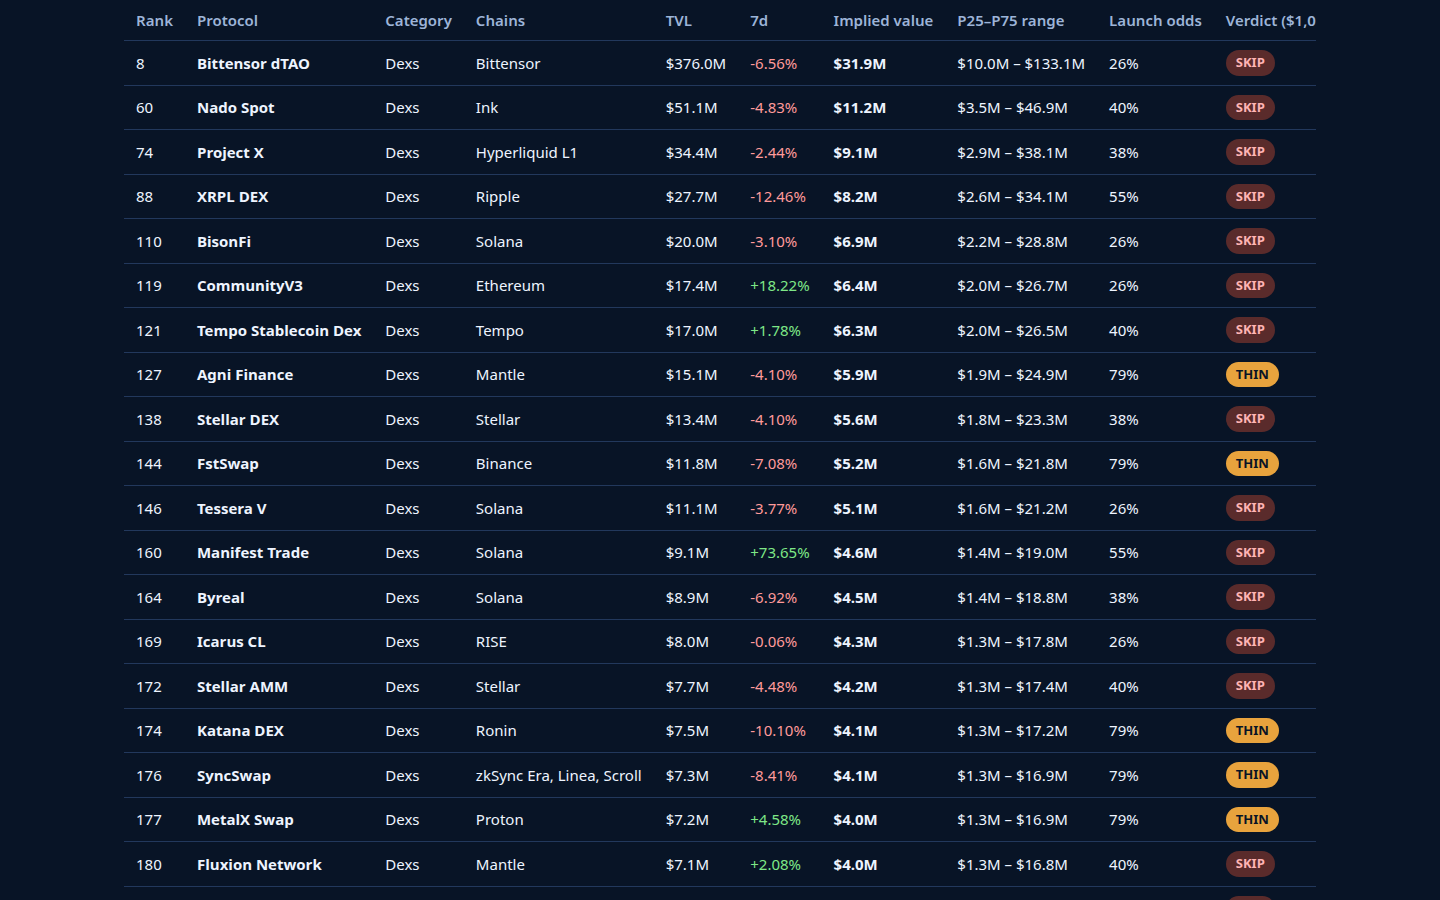 Rank Protocol Category Chains TVL 7d Implied value P25–P75 range Launch odds Verdict ($1,0
8 Bittensor dTAO Dexs Bittensor $376.0M -6.56% $31.9M $10.0M – $133.1M 26% SKIP
60 Nado Spot Dexs Ink $51.1M -4.83% $11.2M $3.5M – $46.9M 40% SKIP
74 Project X Dexs Hyperliquid L1 $34.4M -2.44% $9.1M $2.9M – $38.1M 38% SKIP
88 XRPL DEX Dexs Ripple $27.7M -12.46% $8.2M $2.6M – $34.1M 55% SKIP
110 BisonFi Dexs Solana $20.0M -3.10% $6.9M $2.2M – $28.8M 26% SKIP
119 CommunityV3 Dexs Ethereum $17.4M +18.22% $6.4M $2.0M – $26.7M 26% SKIP
121 Tempo Stablecoin Dex Dexs Tempo $17.0M +1.78% $6.3M $2.0M – $26.5M 40% SKIP
127 Agni Finance Dexs Mantle $15.1M -4.10% $5.9M $1.9M – $24.9M 79% THIN
138 Stellar DEX Dexs Stellar $13.4M -4.10% $5.6M $1.8M – $23.3M 38% SKIP
144 FstSwap Dexs Binance $11.8M -7.08% $5.2M $1.6M – $21.8M 79% THIN
146 Tessera V Dexs Solana $11.1M -3.77% $5.1M $1.6M – $21.2M 26% SKIP
160 Manifest Trade Dexs Solana $9.1M +73.65% $4.6M $1.4M – $19.0M 55% SKIP
164 Byreal Dexs Solana $8.9M -6.92% $4.5M $1.4M – $18.8M 38% SKIP
169 Icarus CL Dexs RISE $8.0M -0.06% $4.3M $1.3M – $17.8M 26% SKIP
172 Stellar AMM Dexs Stellar $7.7M -4.48% $4.2M $1.3M – $17.4M 40% SKIP
174 Katana DEX Dexs Ronin $7.5M -10.10% $4.1M $1.3M – $17.2M 79% THIN
176 SyncSwap Dexs zkSync Era, Linea, Scroll $7.3M -8.41% $4.1M $1.3M – $16.9M 79% THIN
177 MetalX Swap Dexs Proton $7.2M +4.58% $4.0M $1.3M – $16.9M 79% THIN
180 Fluxion Network Dexs Mantle $7.1M +2.08% $4.0M $1.3M – $16.8M 40% SKIP